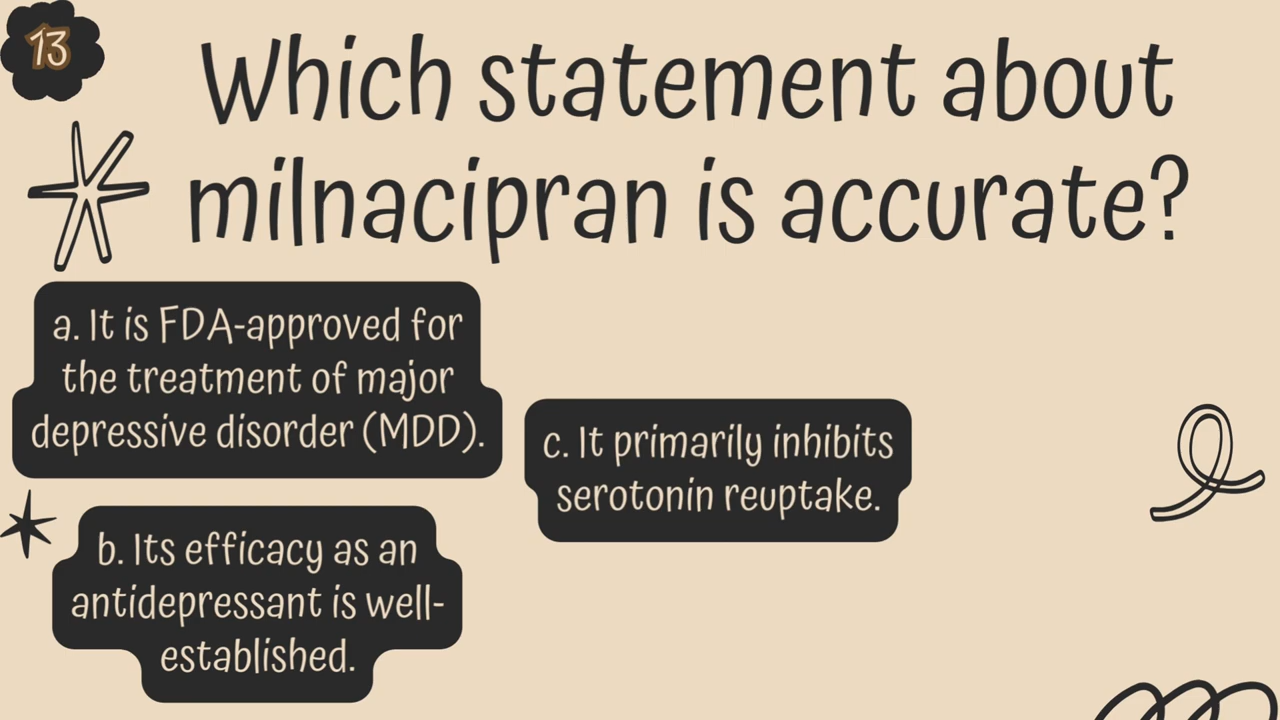 13
Which statement about
milnacipran is accurate?
a. It is FDA-approved for
the treatment of major
depressive disorder (MDD).
b. Its efficacy as an
antidepressant is well-
established.
c. It primarily inhibits
serotonin reuptake.